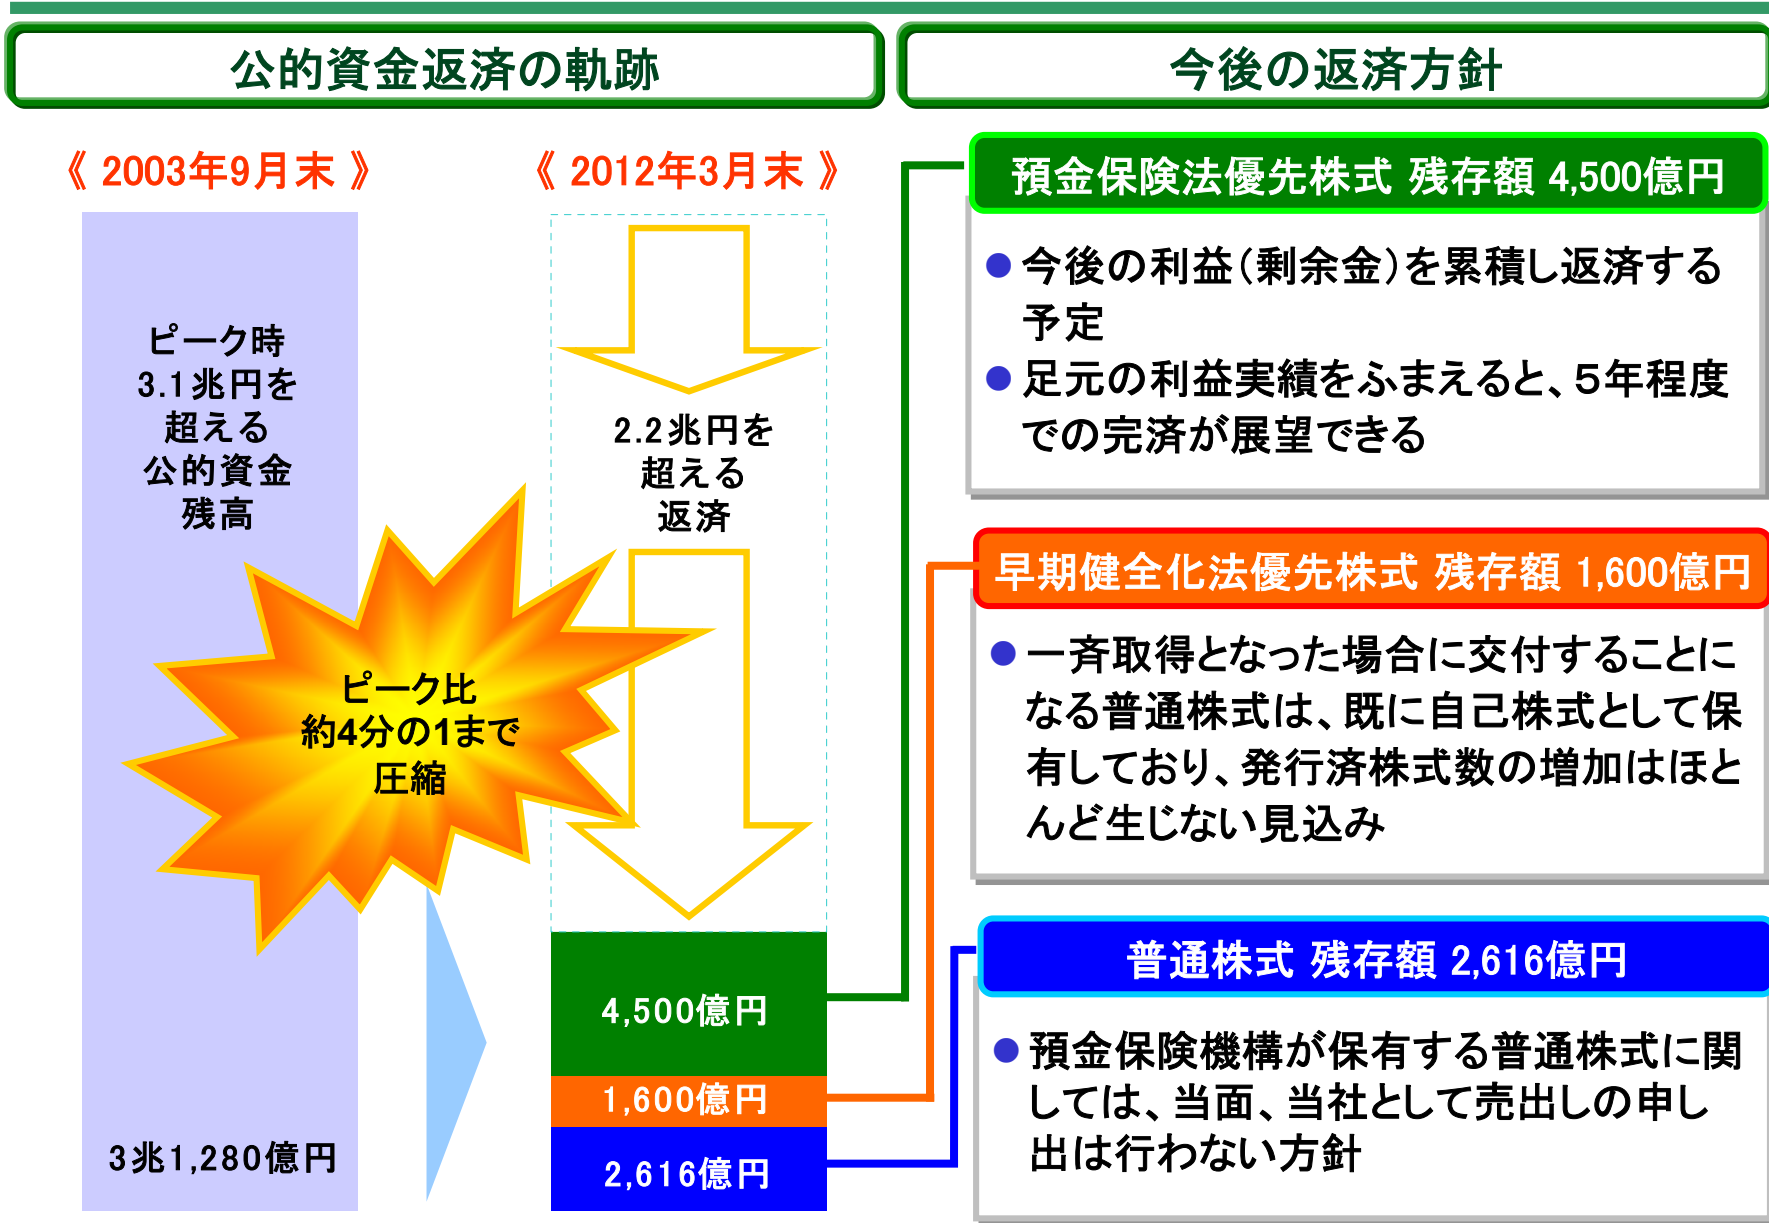 公的資金返済の軌跡
今後の返済方針
《 2003年9月末 》
《 2012年3月末 》
ピーク時
3.1兆円を
超える
公的資金
残高
2.2兆円を
超える
返済
ピーク比
約4分の1まで
圧縮
3兆1,280億円
4,500億円
1,600億円
2,616億円
預金保険法優先株式 残存額 4,500億円
● 今後の利益(剰余金)を累積し返済する
予定
● 足元の利益実績をふまえると、5年程度
での完済が展望できる
早期健全化法優先株式 残存額 1,600億円
● 一斉取得となった場合に交付することに
なる普通株式は、既に自己株式として保
有しており、発行済株式数の増加はほと
んど生じない見込み
普通株式 残存額 2,616億円
● 預金保険機構が保有する普通株式に関
しては、当面、当社として売出しの申し
出は行わない方針